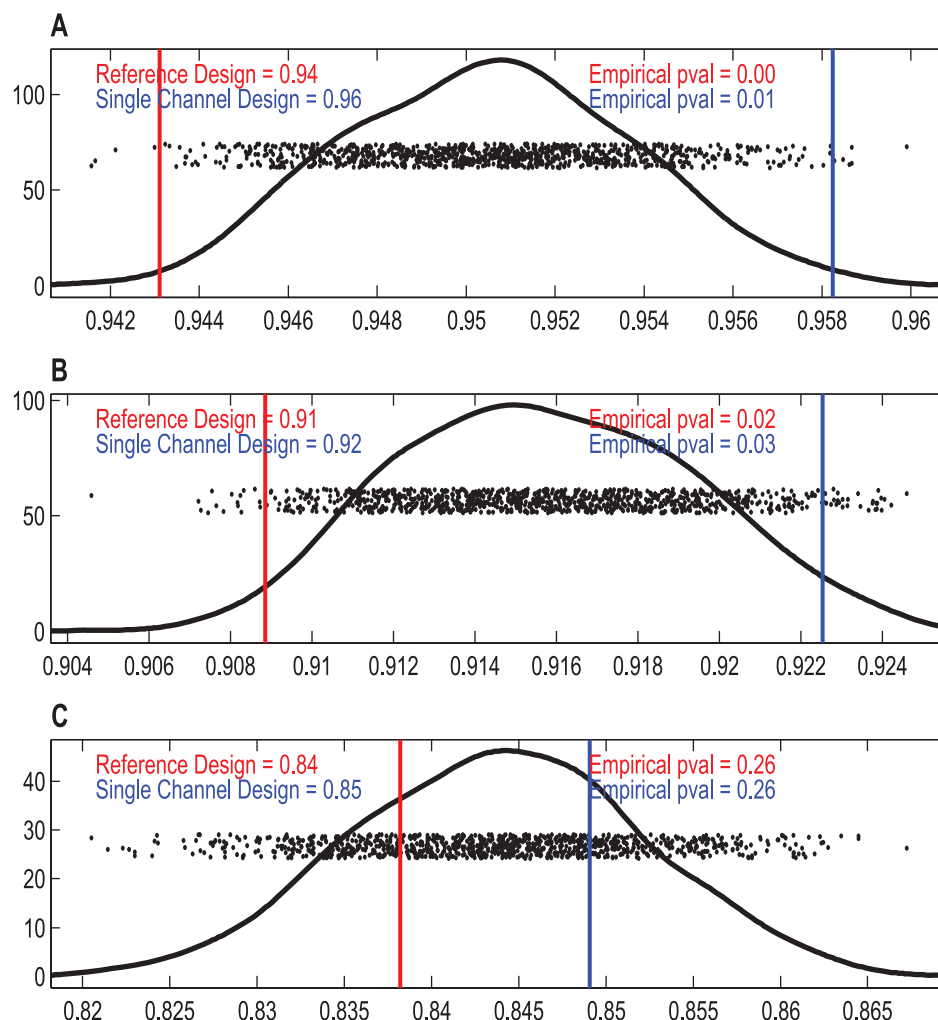 A
Reference Design = 0.94
Empirical pval = 0.00
Single Channel Design = 0.96
Empirical pval = 0.01
100
50
0
0.942 0.944 0.946 0.948 0.95 0.952 0.954 0.956 0.958 0.96
B
100
Reference Design = 0.91
Empirical pval = 0.02
Single Channel Design = 0.92
Empirical pval = 0.03
50
0
0.904 0.906 0.908 0.91 0.912 0.914 0.916 0.918 0.92 0.922 0.924
C
Reference Design = 0.84
Empirical pval = 0.26
Single Channel Design = 0.85
Empirical pval = 0.26
40
30
20
10
0
0.82 0.825 0.83 0.835 0.84 0.845 0.85 0.855 0.86 0.865